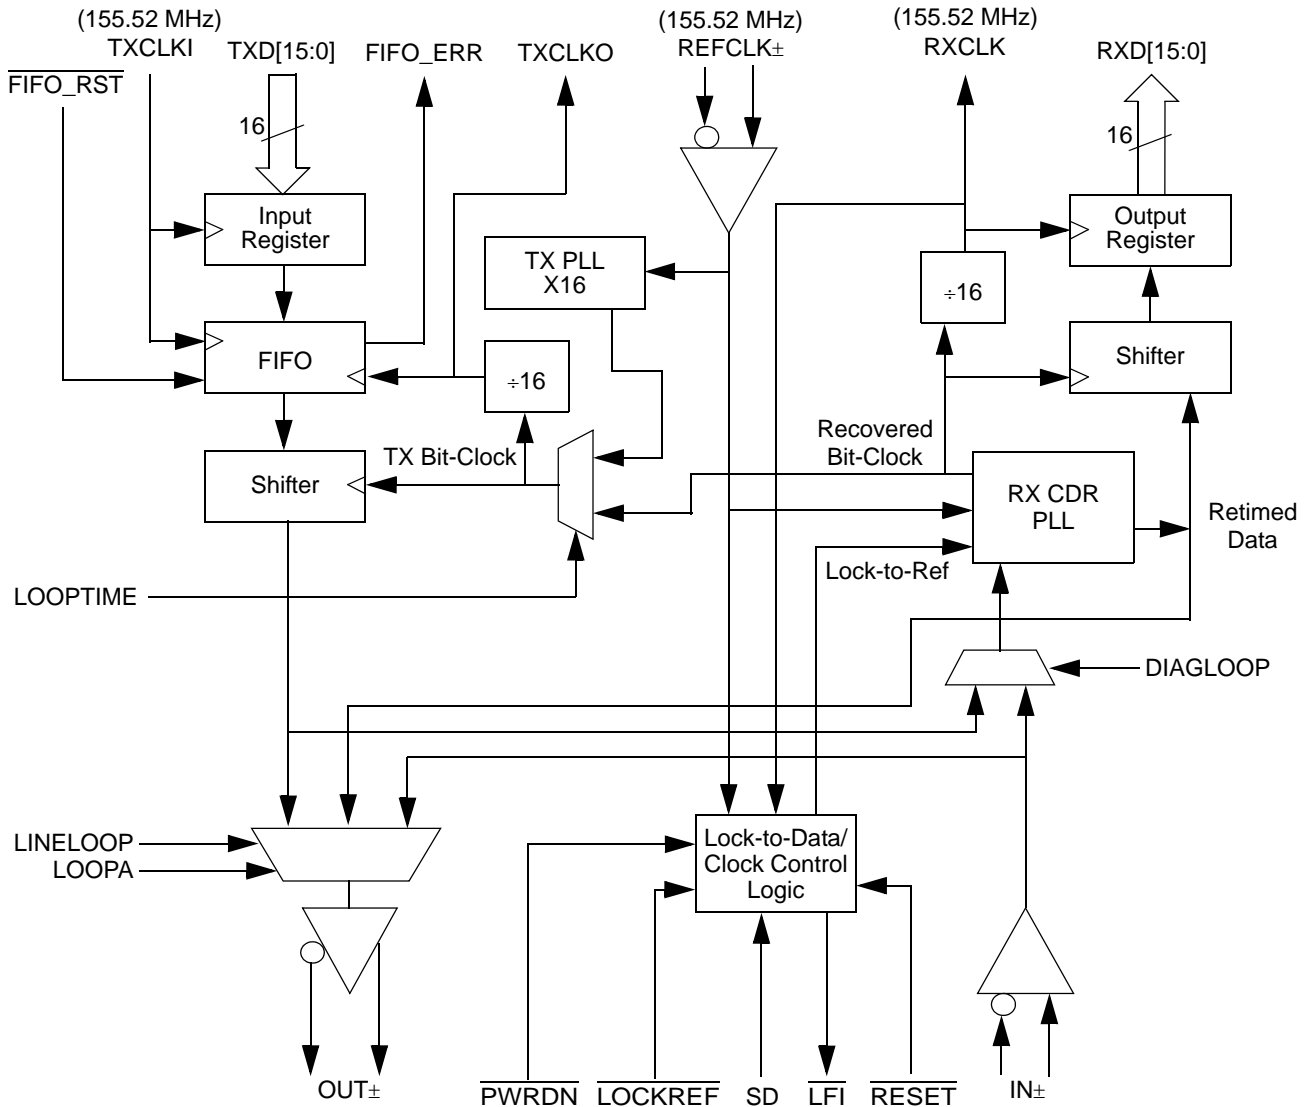 (155.52 MHz)
TXCLKI
TXD[15:0]
FIFO_ERR
TXCLKO
(155.52 MHz)
REFCLK±
(155.52 MHz)
RXCLK
RXD[15:0]
FIFO_RST
16
16
Input
Register
TX PLL
X16
÷16
Output
Register
FIFO
÷16
Shifter
Shifter
TX Bit-Clock
Recovered
Bit-Clock
RX CDR
PLL
Retimed
Data
Lock-to-Ref
LOOPTIME
DIAGLOOP
LINELOOP
LOOPA
Lock-to-Data/
Clock Control
Logic
OUT±
PWRDN
LOCKREF
SD
LFI
RESET
IN±